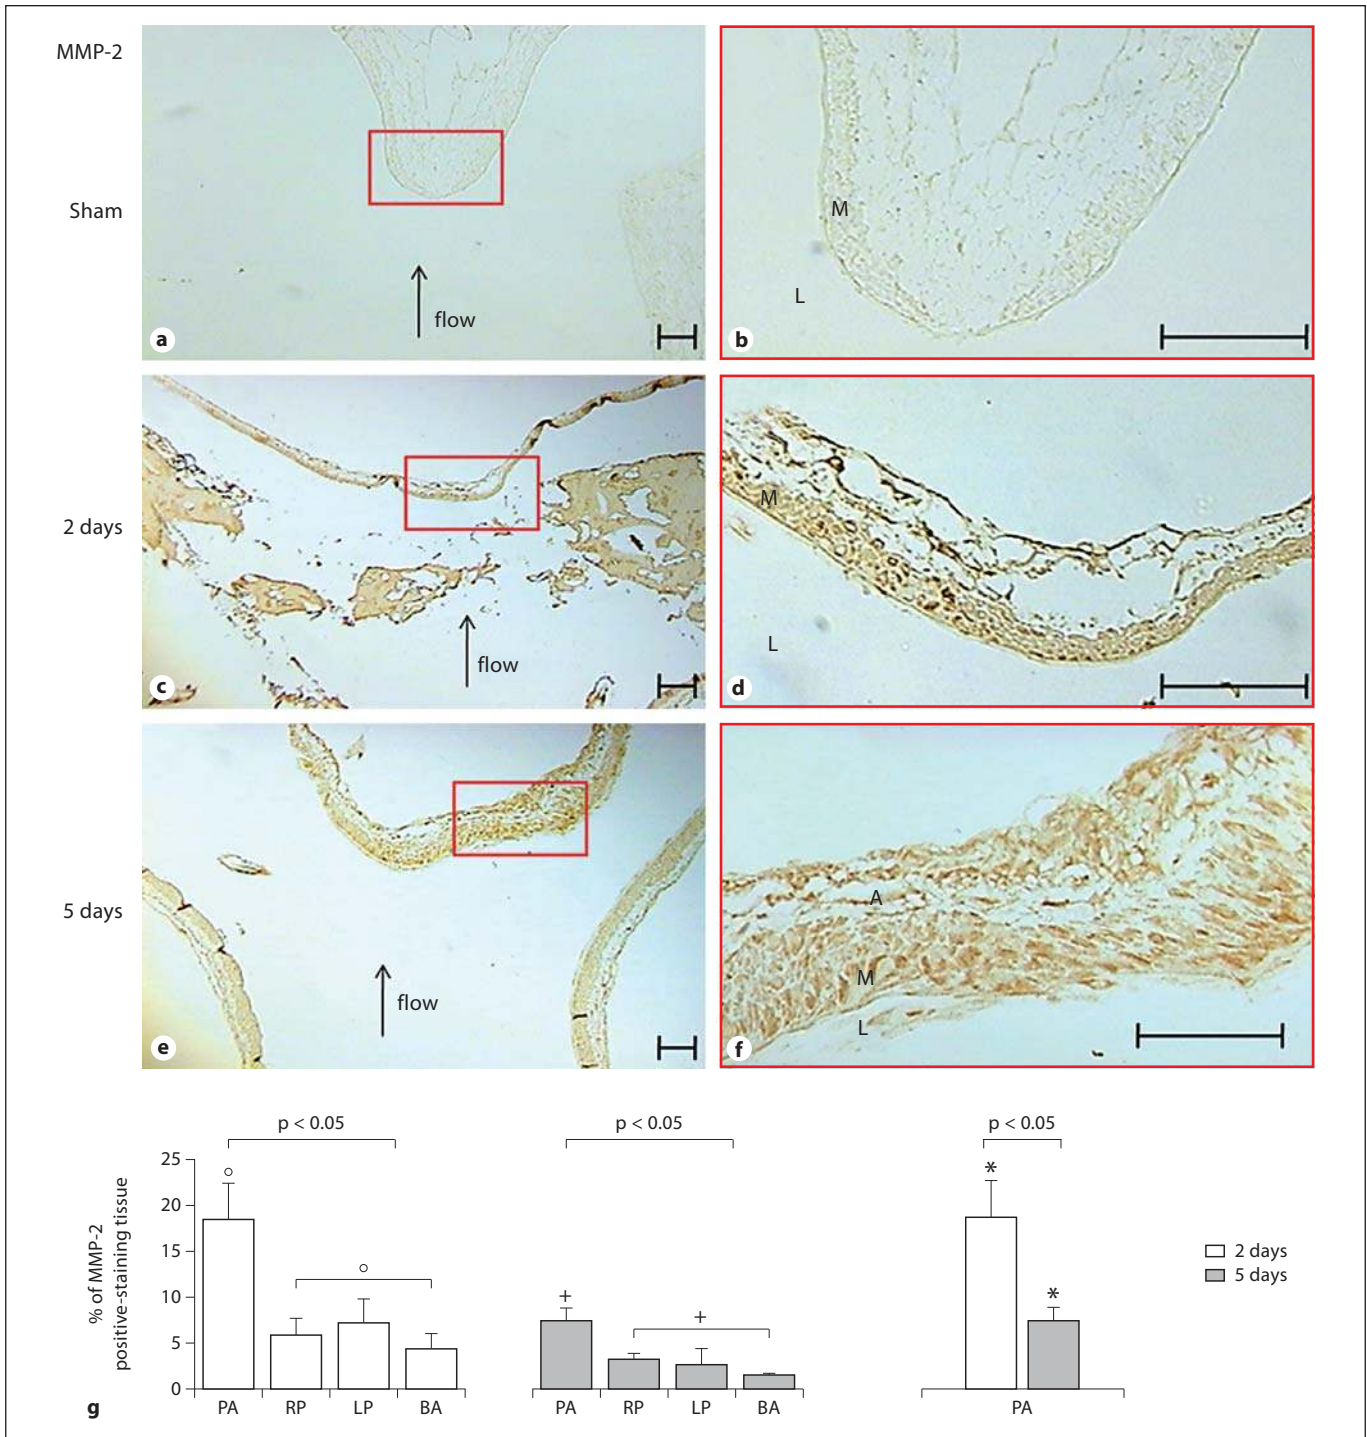 MMP-2
Sham
M
L
flow
a
b
2 days
M
L
flow
c
d
5 days
A
M
L
flow
e
f
p < 0.05
p < 0.05
p < 0.05
% of MMP-2
positive-staining tissue
25
20
15
10
5
0
° °
+ +
* *
2 days
5 days
PA RP LP BA
PA RP LP BA
PA
g